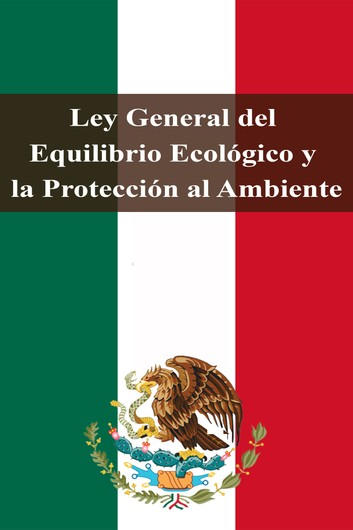 Ley General del
Equilibrio Ecológico y
la Protección al Ambiente